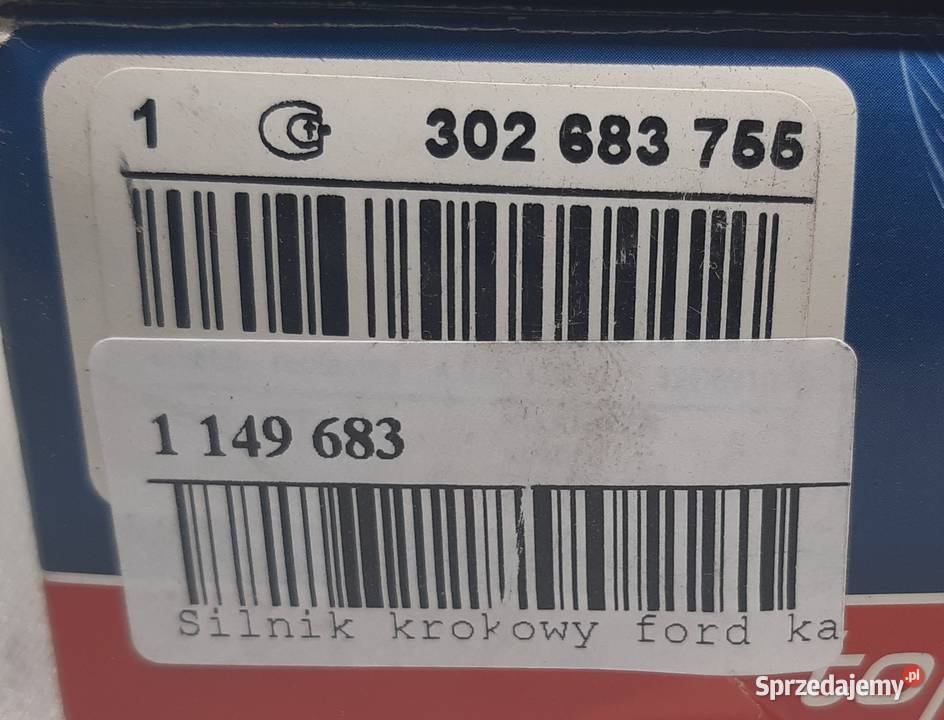 1 302 683 755
1 149 683
Silnik krokowy ford ka
Sprzedajemy.pl